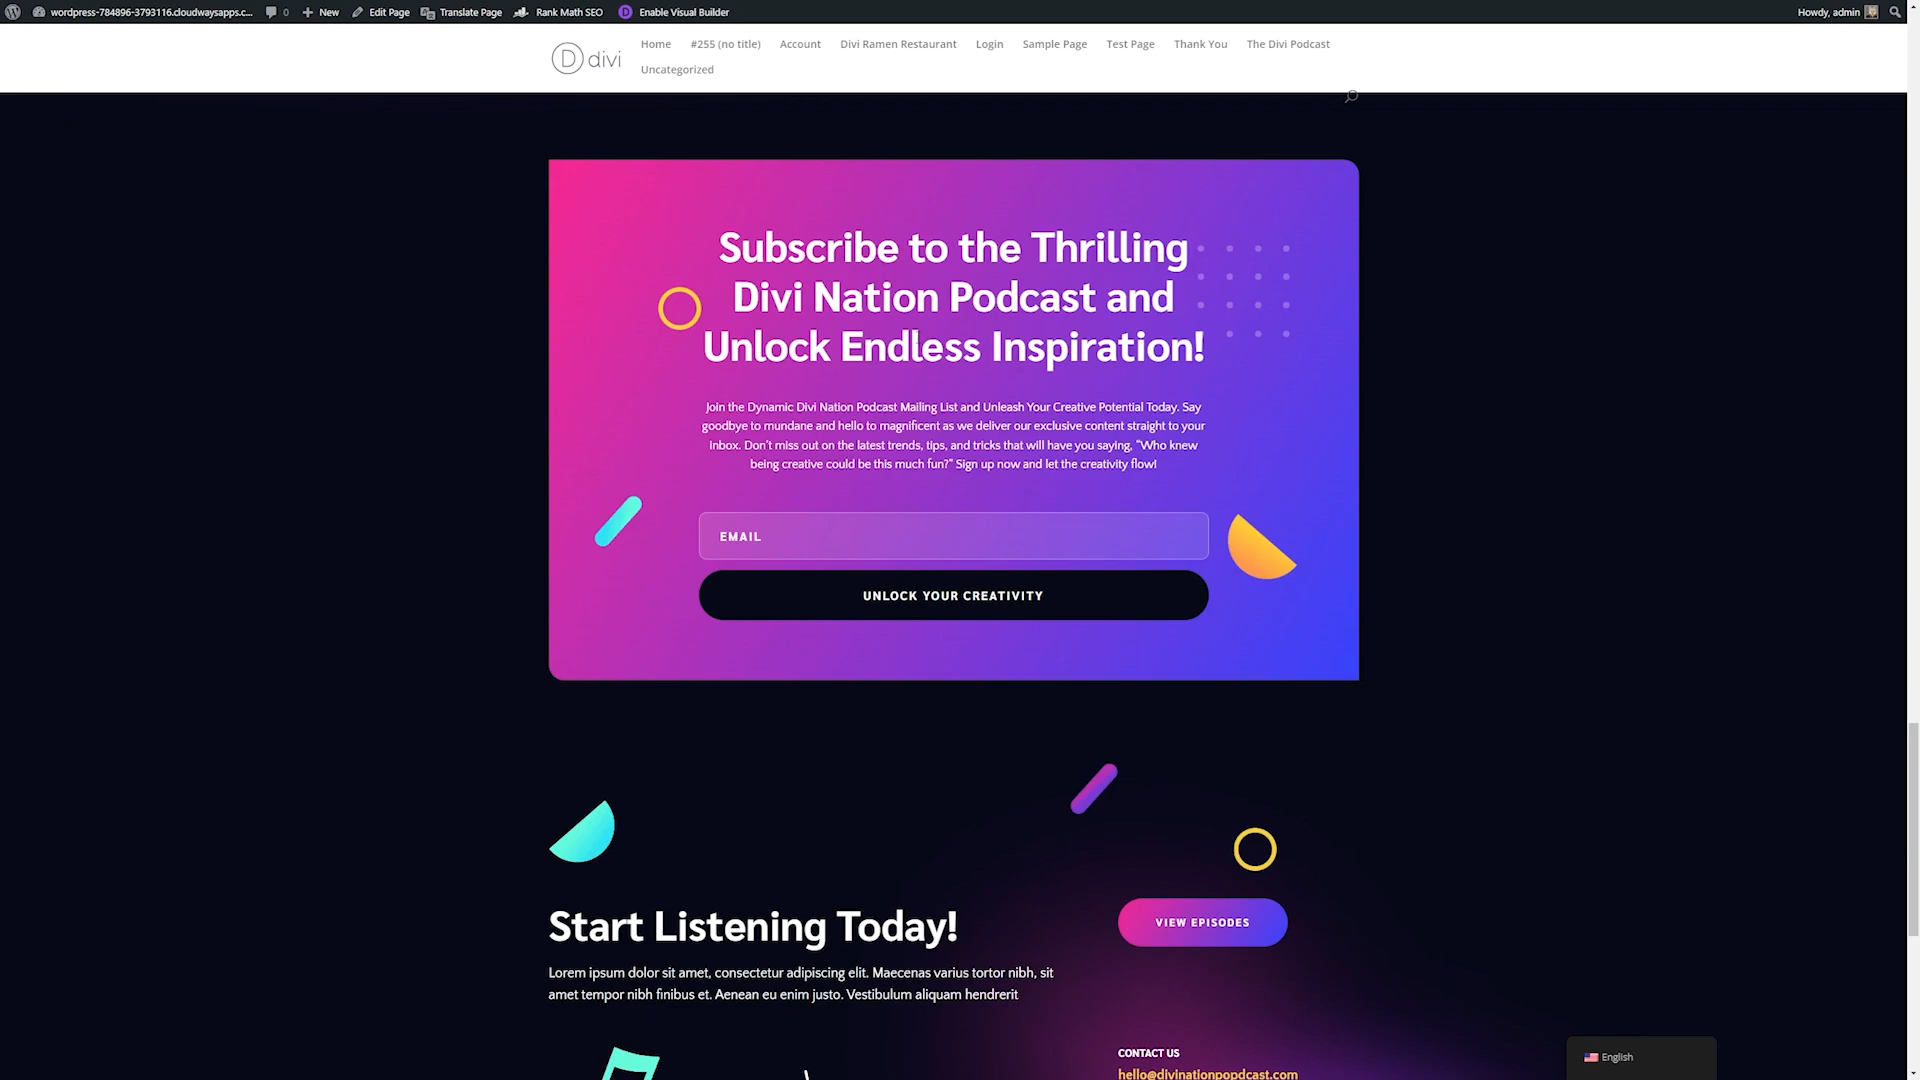 wordpress-784896-3793116.cloudwaysapps.c...
0
New
Edit Page
Translate Page
Rank Math SEO
Enable Visual Builder
Howdy, admin
D divi
Home
#255 (no title)
Account
Divi Ramen Restaurant
Login
Sample Page
Test Page
Thank You
The Divi Podcast
Uncategorized
Subscribe to the Thrilling
Divi Nation Podcast and
Unlock Endless Inspiration!
Join the Dynamic Divi Nation Podcast Mailing List and Unleash Your Creative Potential Today. Say
goodbye to mundane and hello to magnificent as we deliver our exclusive content straight to your
inbox. Don't miss out on the latest trends, tips, and tricks that will have you saying, "Who knew
being creative could be this much fun?" Sign up now and let the creativity flow!
EMAIL
UNLOCK YOUR CREATIVITY
Start Listening Today!
VIEW EPISODES
Lorem ipsum dolor sit amet, consectetur adipiscing elit. Maecenas varius tortor nibh, sit
amet tempor nibh finibus et. Aenean eu enim justo. Vestibulum aliquam hendrerit
CONTACT US
hello@divinationpopdcast.com
English